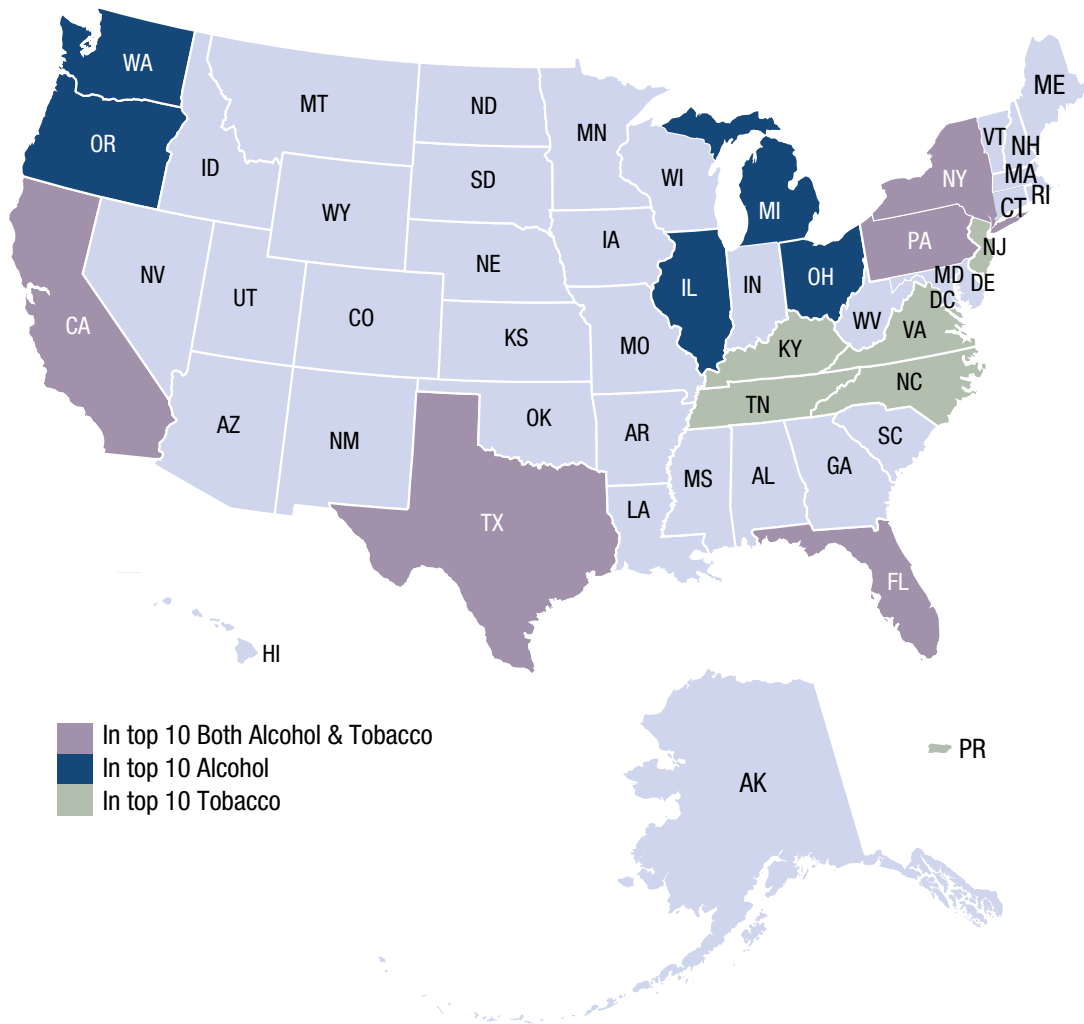 WA
MT
ND
MN
ME
VT
NH
OR
ID
SD
WI
NY
MA
RI
WY
MI
CT
IA
PA
NJ
NV
UT
NE
IL
IN
OH
MD
DE
DC
CA
CO
KS
MO
WV
VA
KY
NC
AZ
NM
OK
AR
TN
SC
MS
AL
GA
LA
TX
FL
HI
In top 10 Both Alcohol & Tobacco
In top 10 Alcohol
In top 10 Tobacco
PR
AK